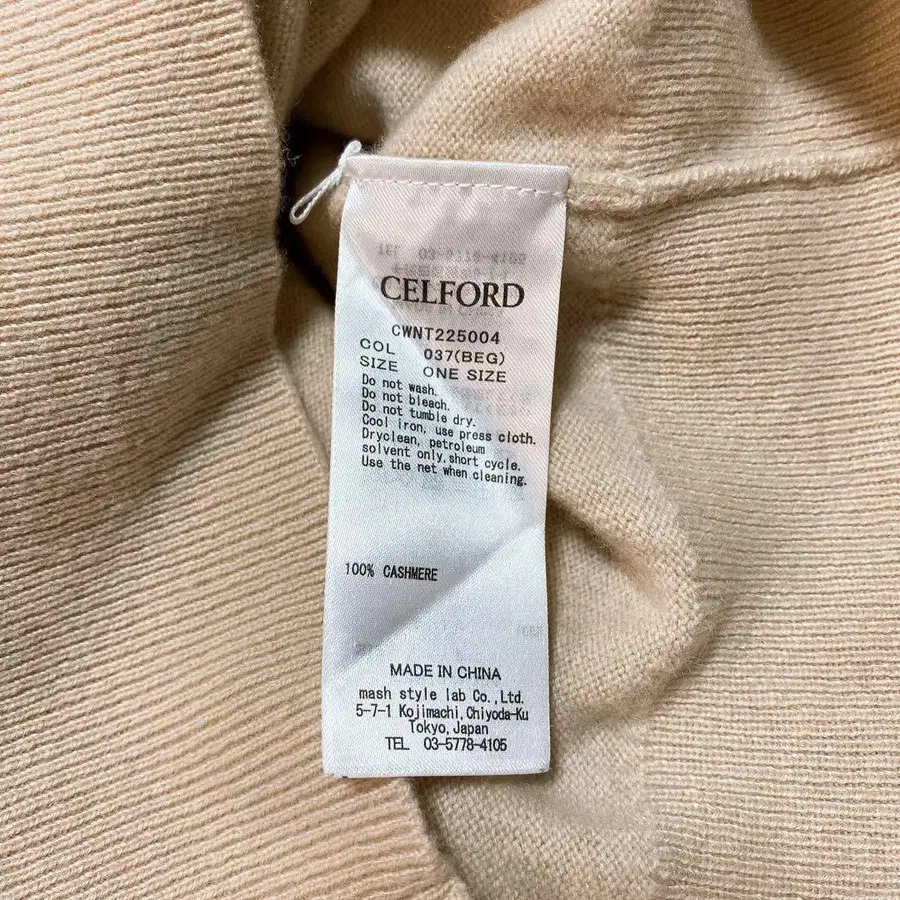 CELFORD
CWNT225004
COL 037(BEG)
SIZE ONE SIZE
Do not wash.
Do not bleach.
Do not tumble dry.
Cool iron, use press cloth.
Dryclean, petroleum
solvent only, short cycle.
Use the net when cleaning.
100% CASHMERE
MADE IN CHINA
mash style lab Co.,Ltd.
5-7-1 Kojimachi,Chiyoda-Ku
Tokyo,Japan
TEL 03-5778-4105